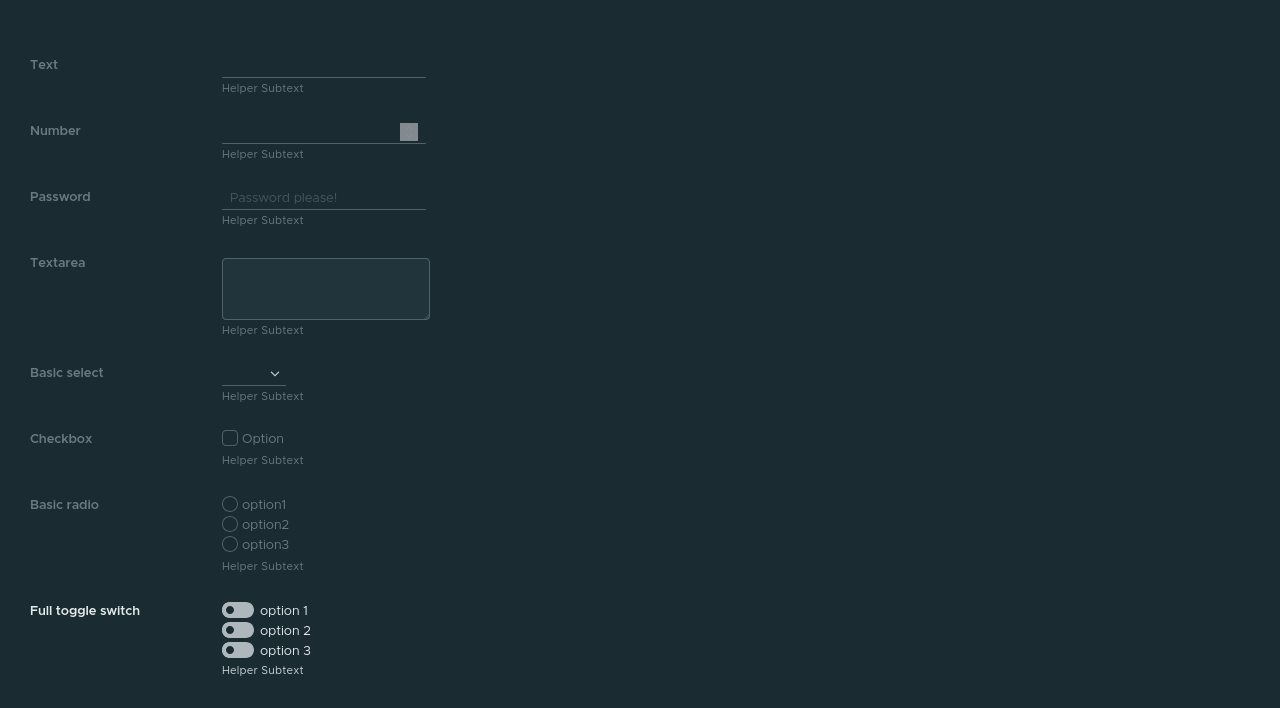 Text
Helper Subtext
Number
Helper Subtext
Password
Password please!
Helper Subtext
Textarea
Helper Subtext
Basic select
Helper Subtext
Checkbox
Option
Helper Subtext
Basic radio
option1
option2
option3
Helper Subtext
Full toggle switch
option 1
option 2
option 3
Helper Subtext